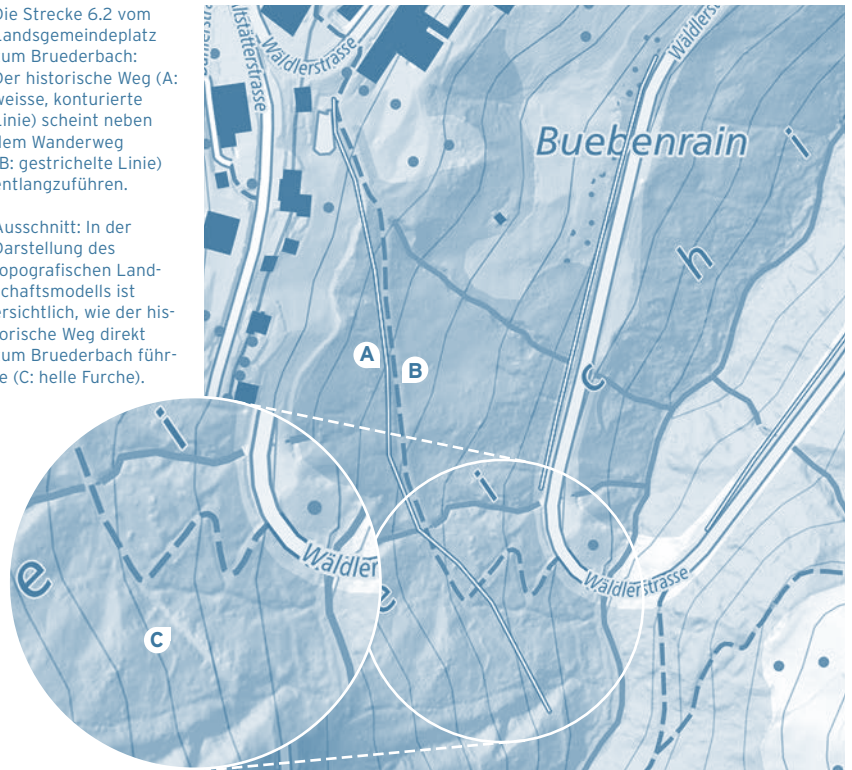 Die Strecke 6.2 vom
Landsgemeindeplatz
zum Bruederbach:
Der historische Weg (A:
weisse, konturierte
Linie) scheint neben
dem Wanderweg
(B: gestrichelte Linie)
entlangzuführen.
Ausschnitt: In der
Darstellung des
topografischen Land-
schaftsmodells ist
ersichtlich, wie der his-
torische Weg direkt
zum Bruederbach führ-
te (C: helle Furche).
Wäldlerstrasse
Wäldlerstr
Buebenrain
i
h
c
i
e
A
B
Wäldlerstrasse
i
e
Wäldler
C